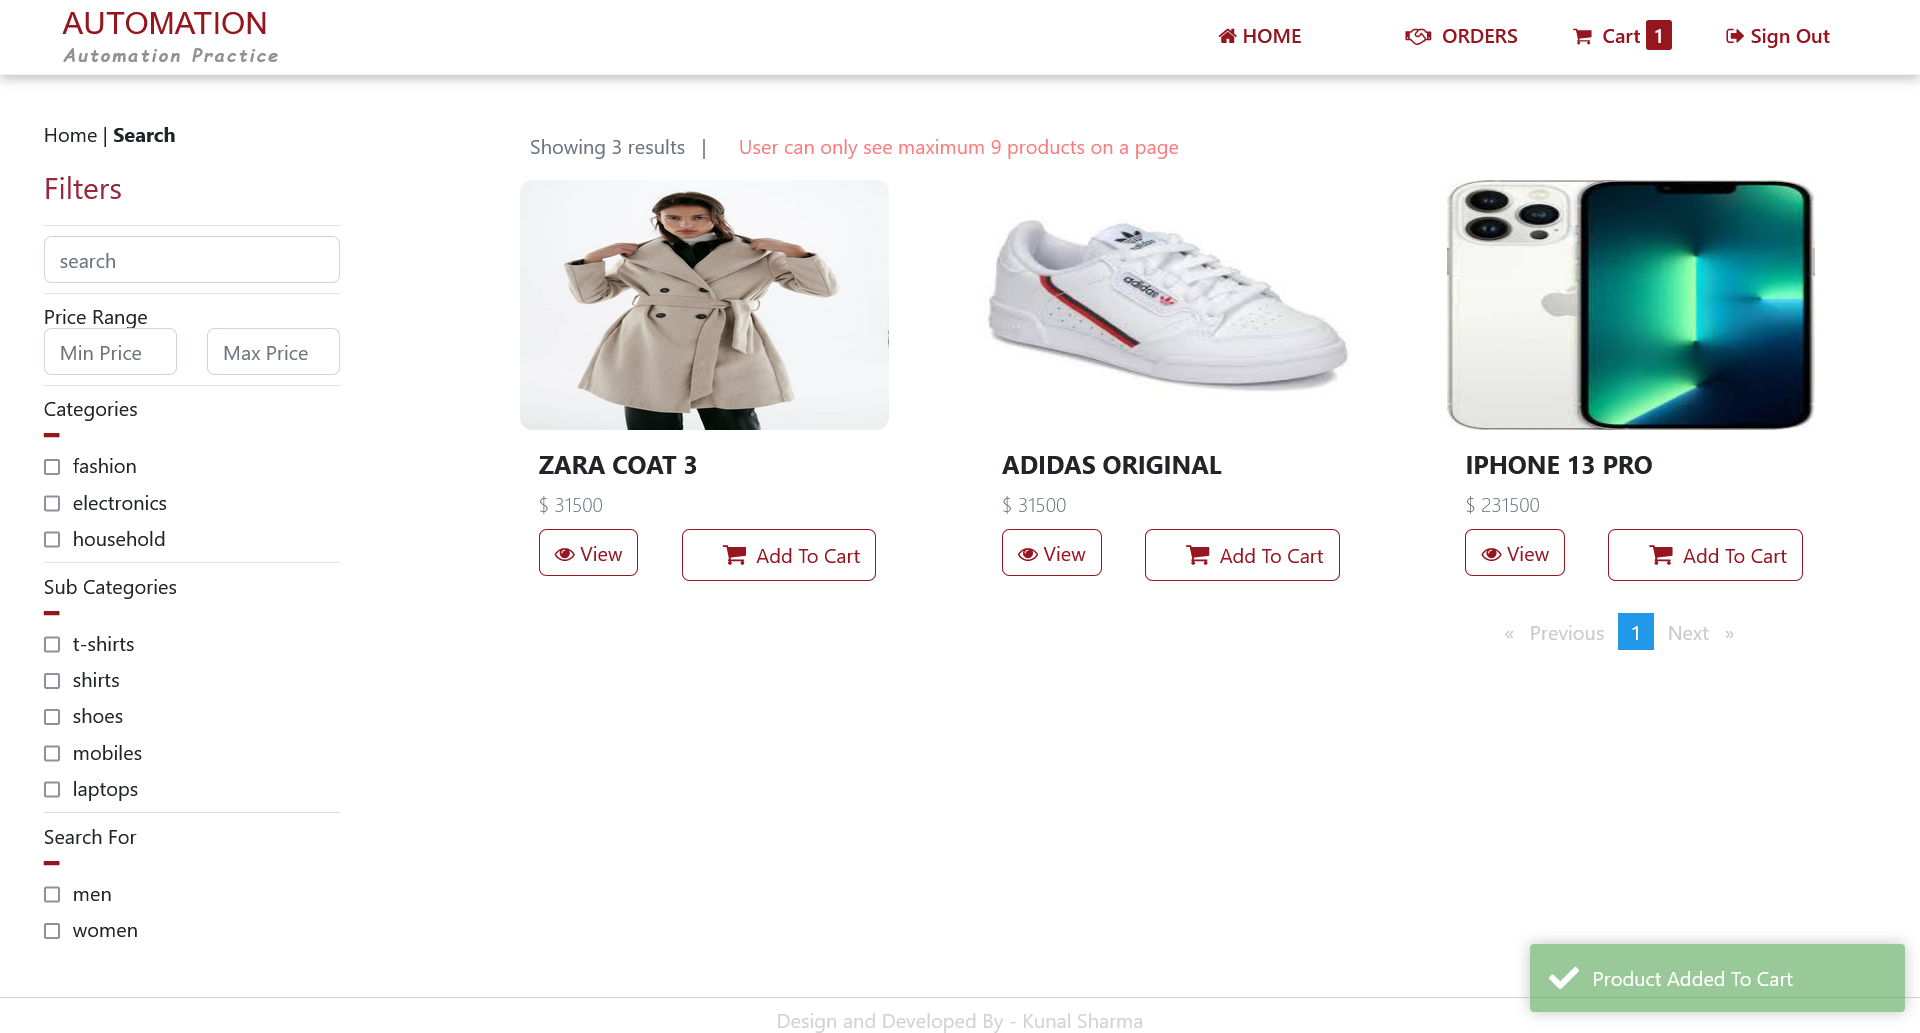 AUTOMATION
Automation Practice
HOME
ORDERS
Cart 1
Sign Out
Home | Search
Filters
search
Price Range
Min Price
Max Price
Categories
fashion
electronics
household
Sub Categories
t-shirts
shirts
shoes
mobiles
laptops
Search For
men
women
Showing 3 results |
User can only see maximum 9 products on a page
adidas
adidas
ZARA COAT 3
$ 31500
View
Add To Cart
ADIDAS ORIGINAL
$ 31500
View
Add To Cart
IPHONE 13 PRO
$ 231500
View
Add To Cart
« Previous 1 Next »
Product Added To Cart
Design and Developed By - Kunal Sharma